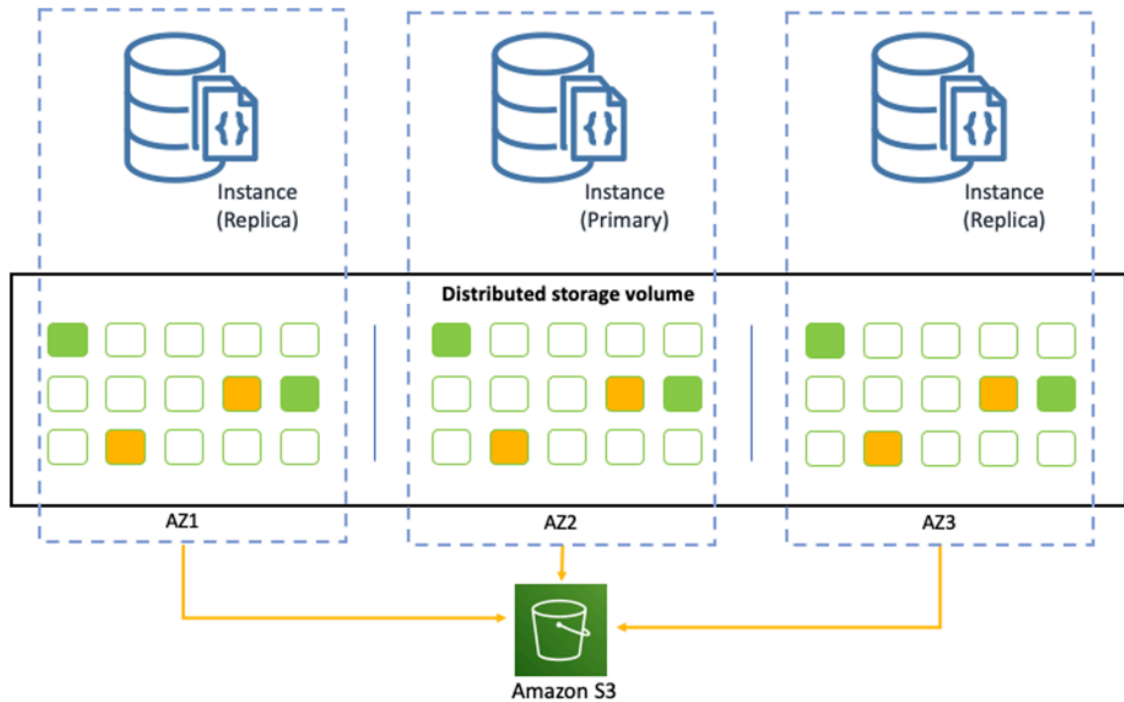 Instance
(Replica)
Instance
(Primary)
Instance
(Replica)
Distributed storage volume
AZ1
AZ2
AZ3
Amazon S3